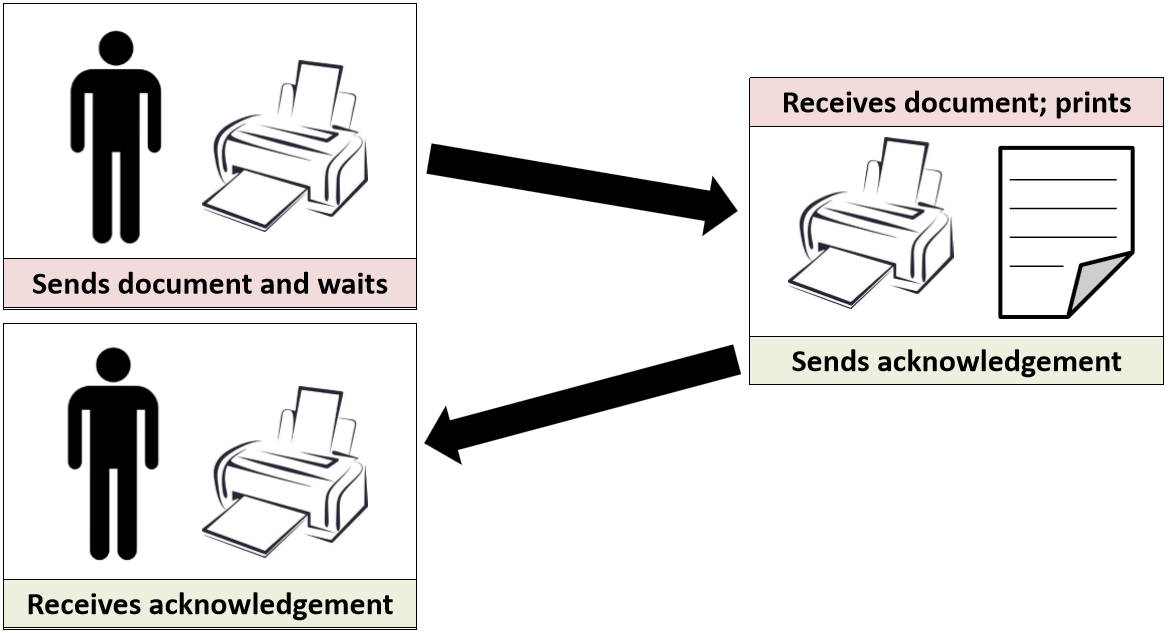 Sends document and waits
Receives document; prints
Sends acknowledgement
Receives acknowledgement